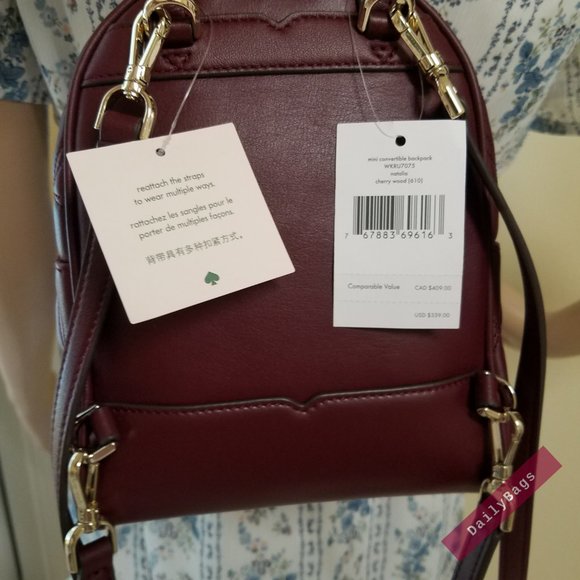 reattach the straps
to wear multiple ways.
rattachez les sangles pour le
porter de multiples façons.
背带具有多种扣紧方式。
mini convertible backpack
WKRU7075
natalia
cherry wood (610)
7 67883 69616 3
Comparable Value CAD $409.00
USD $339.00
DailyBags